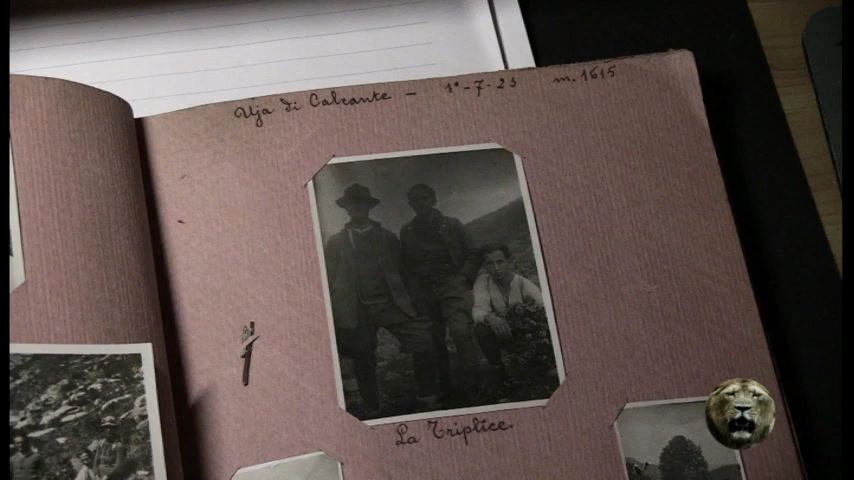 Uja di Calcante – 1°-7-23 m. 1615
La Triplice.